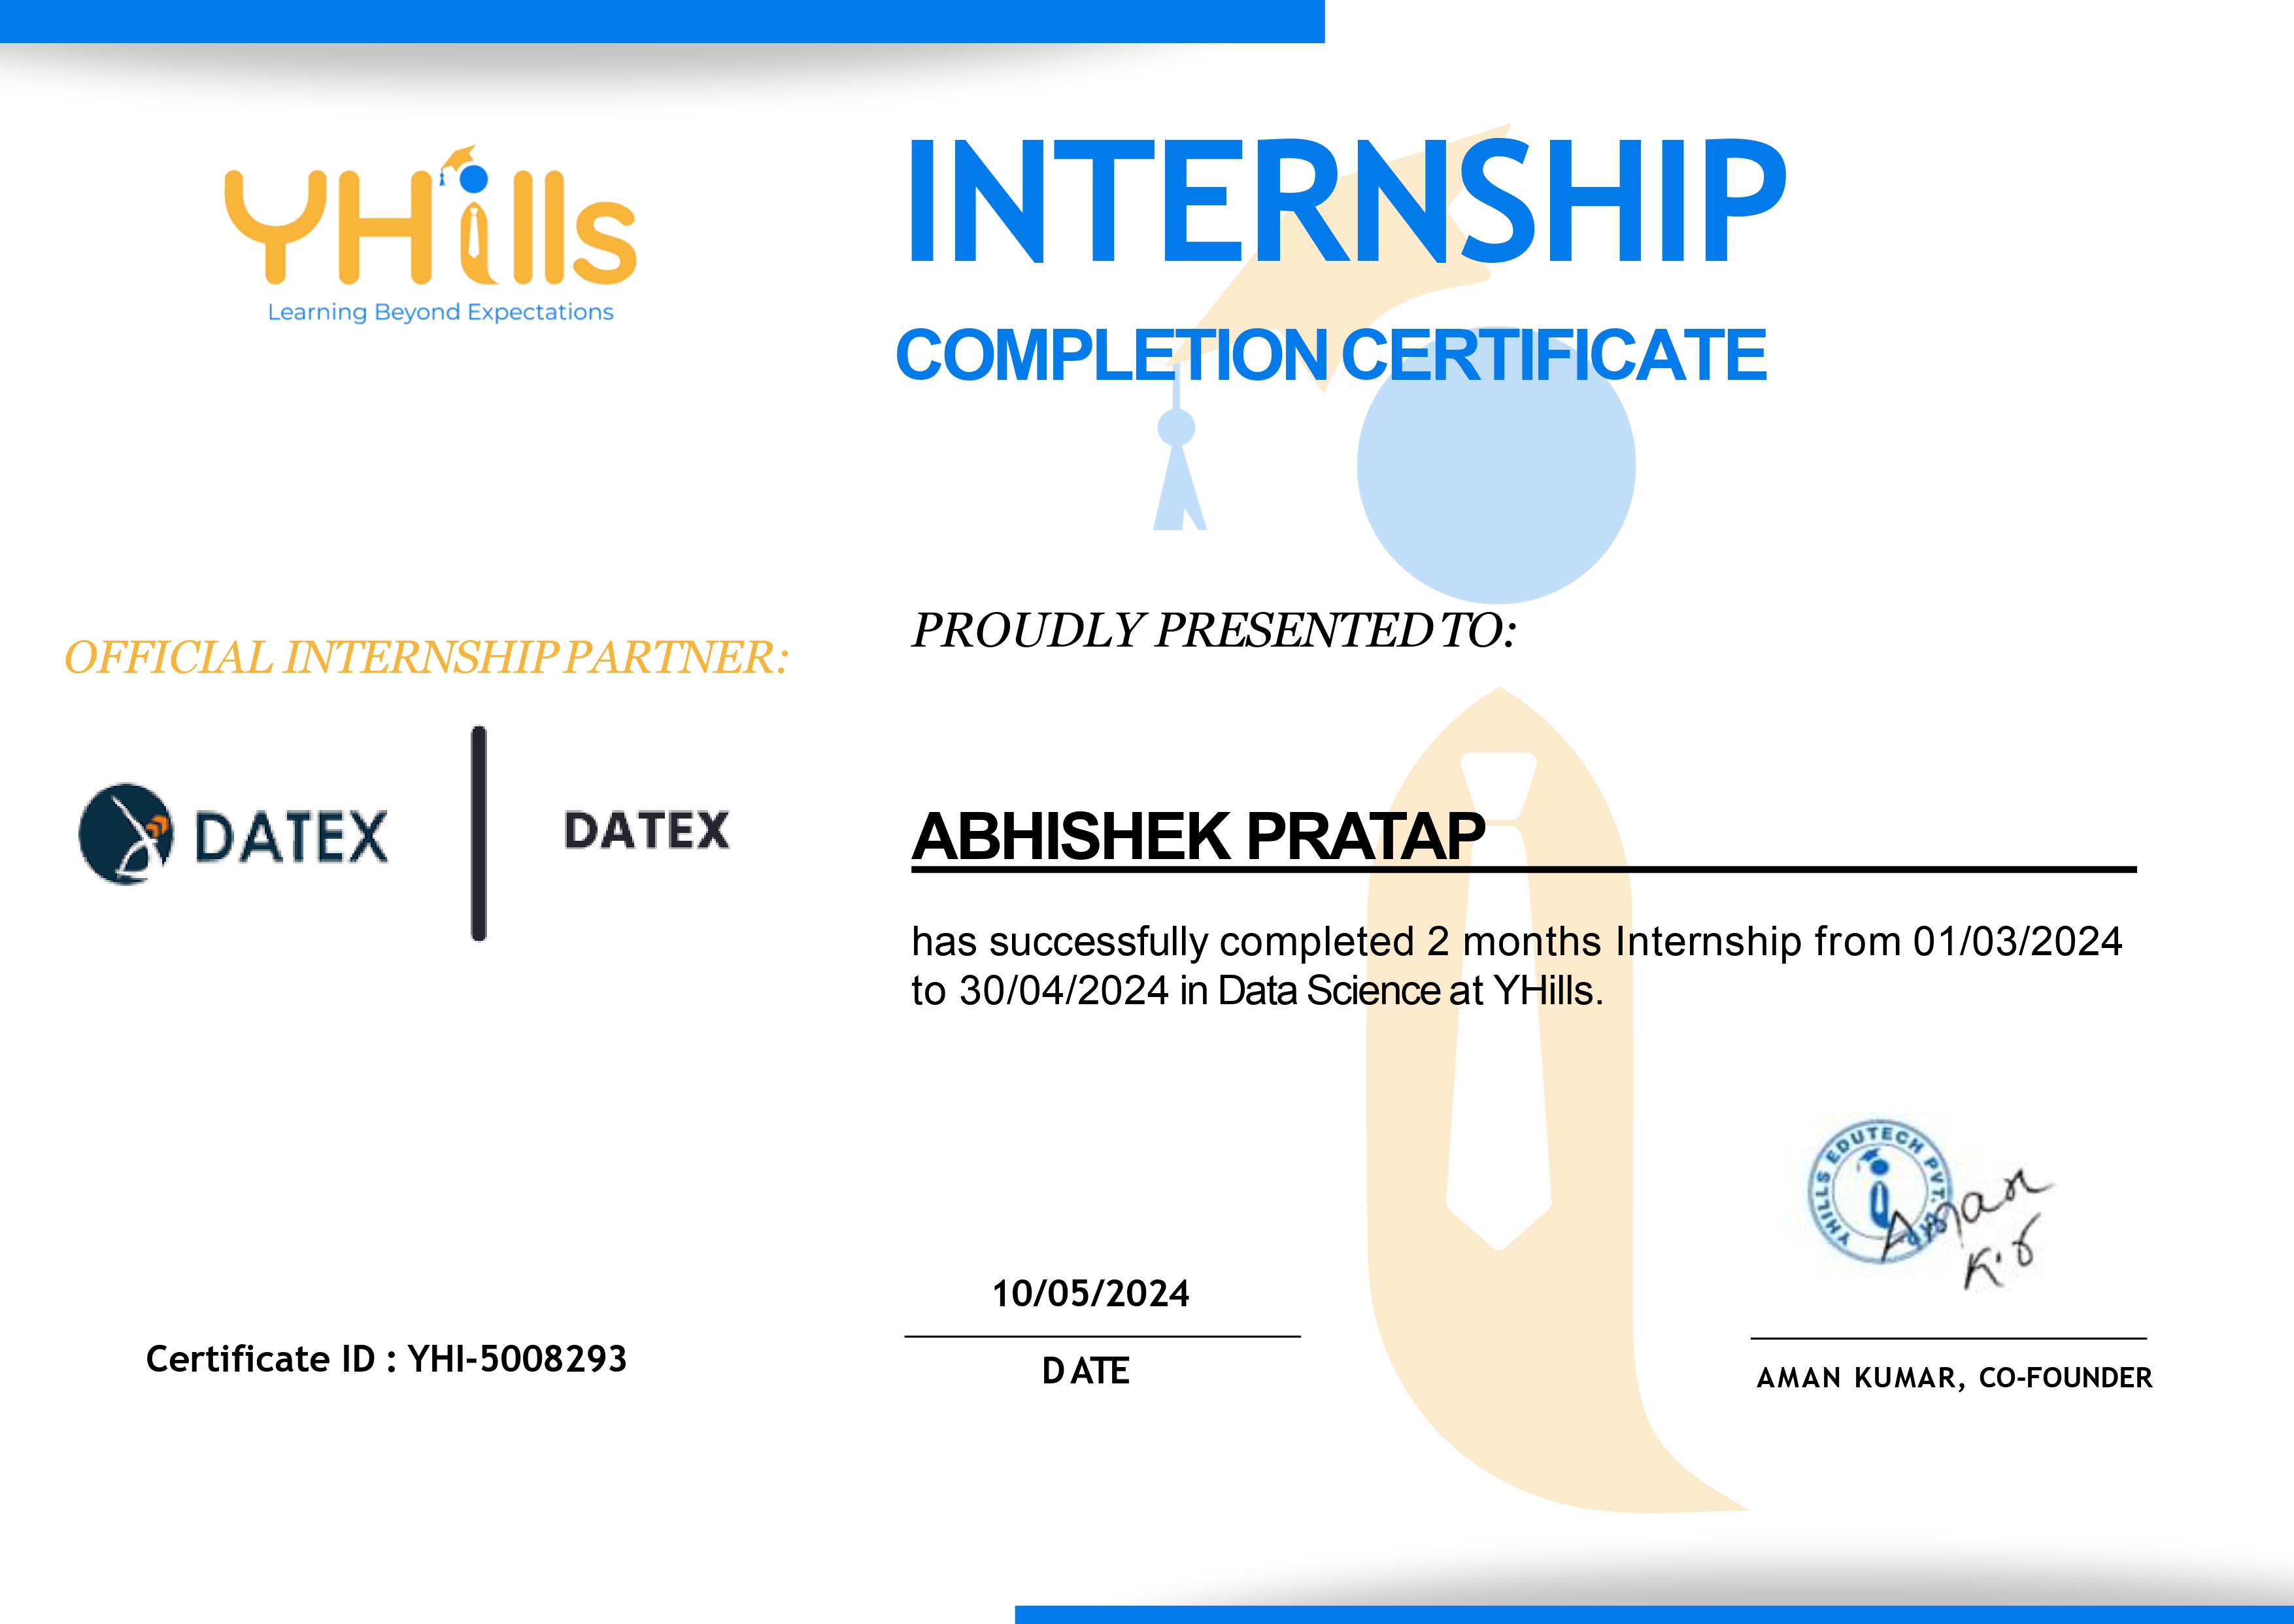 YHills
Learning Beyond Expectations
INTERNSHIP
COMPLETION CERTIFICATE
OFFICIAL INTERNSHIP PARTNER:
DATEX
DATEX
PROUDLY PRESENTED TO:
ABHISHEK PRATAP
has successfully completed 2 months Internship from 01/03/2024
to 30/04/2024 in Data Science at YHills.
YHILLS EDUTECH PVT.
Aman
10/05/2024
DATE
Certificate ID : YHI-5008293
AMAN KUMAR, CO-FOUNDER